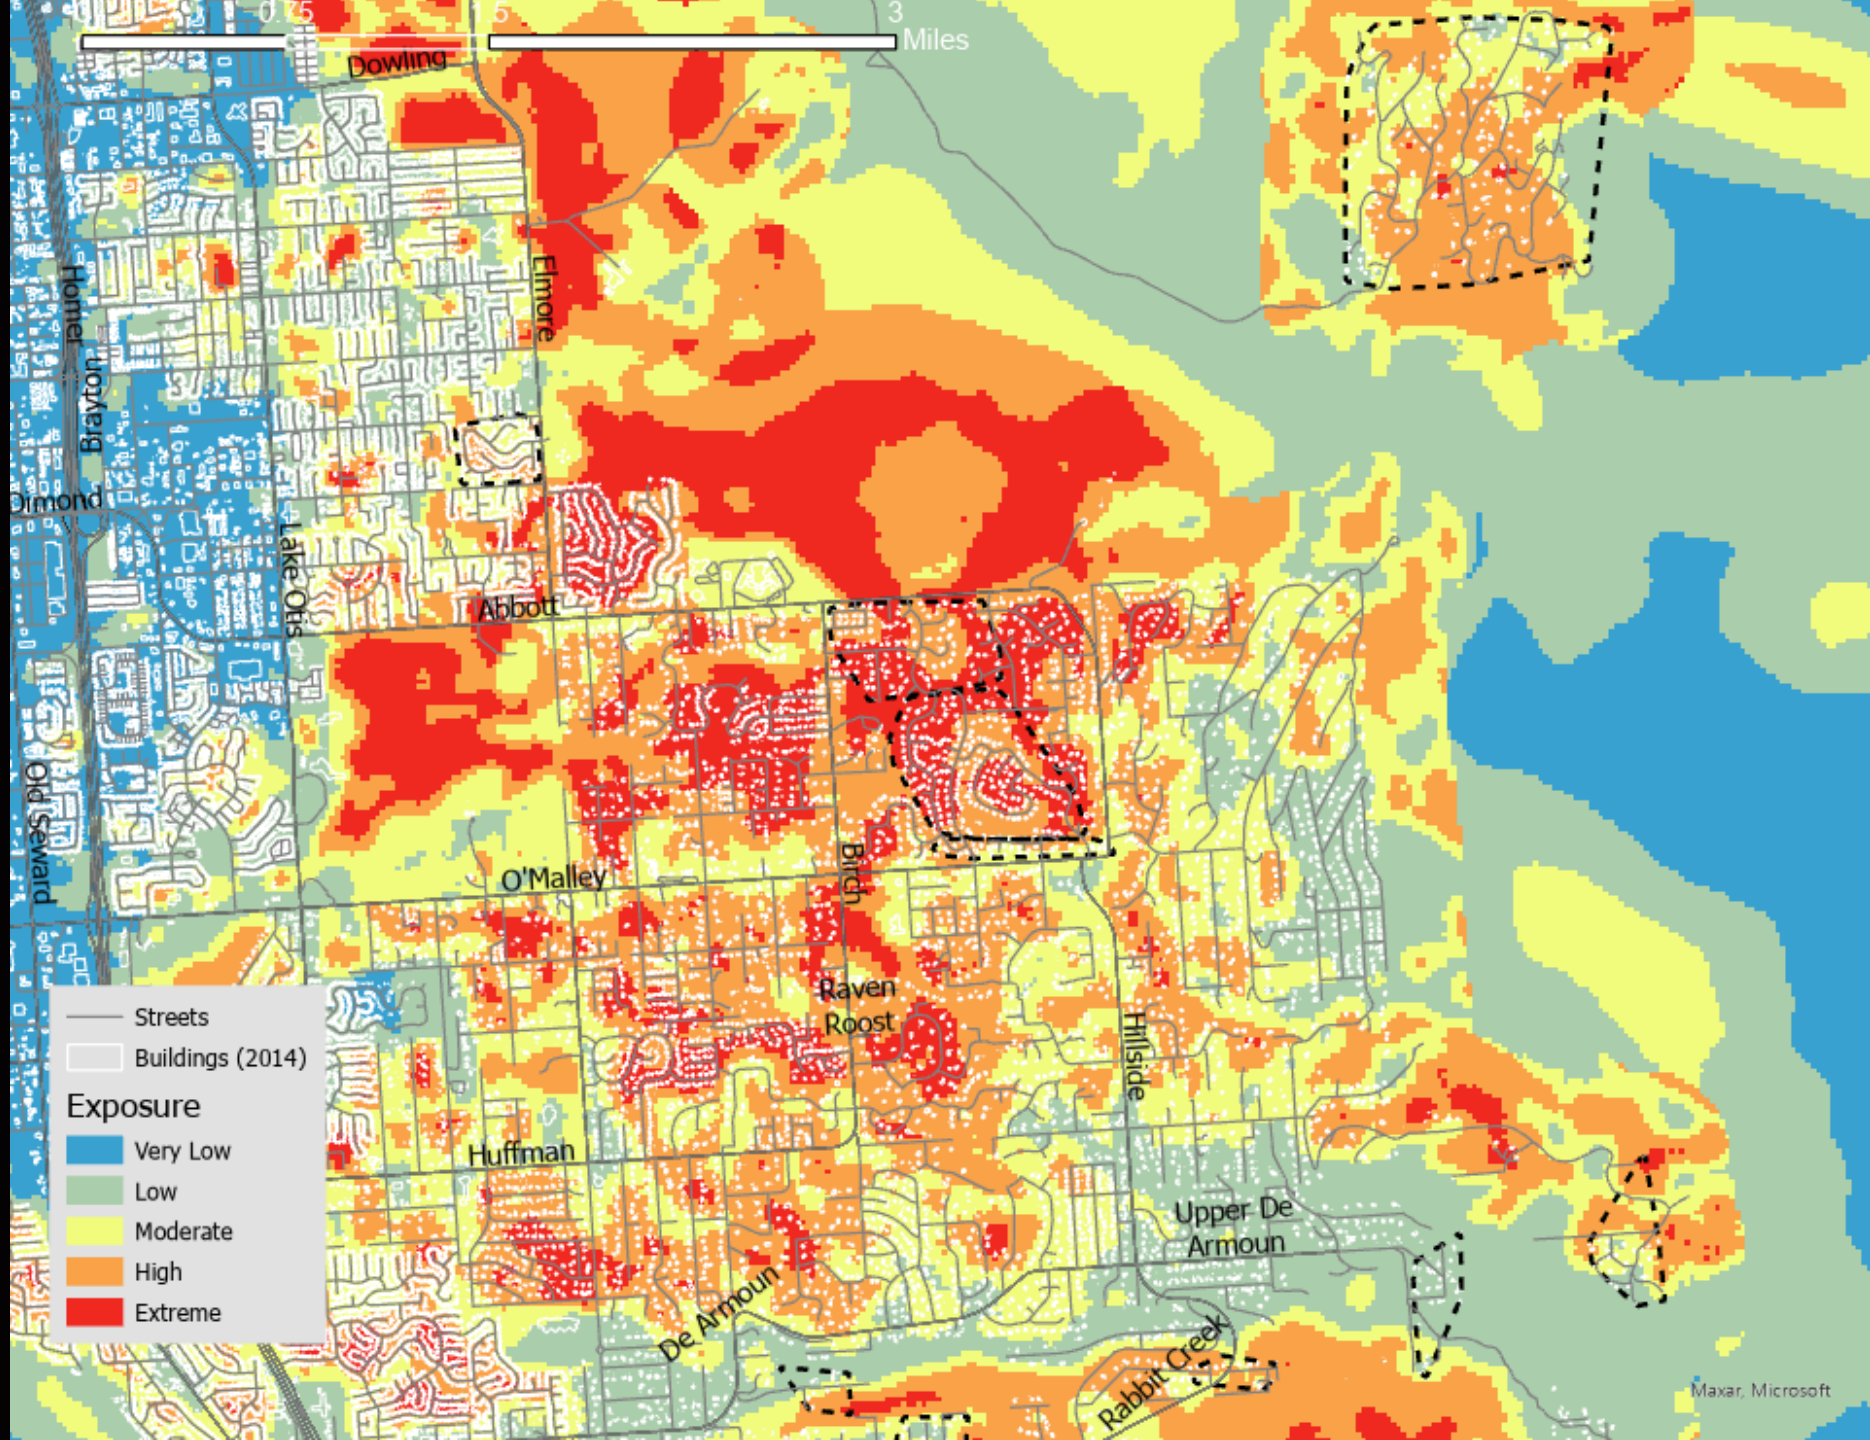 0.75
1.5
3
Miles
Dowling
Elmore
Homer
Brayton
Dimond
Lake Otis
Abbott
Old Seward
O'Malley
Birch
Raven
Roost
Hillside
Huffman
Upper De
Armoun
De Armoun
Rabbit Creek
Streets
Buildings (2014)
Exposure
Very Low
Low
Moderate
High
Extreme
Maxar, Microsoft